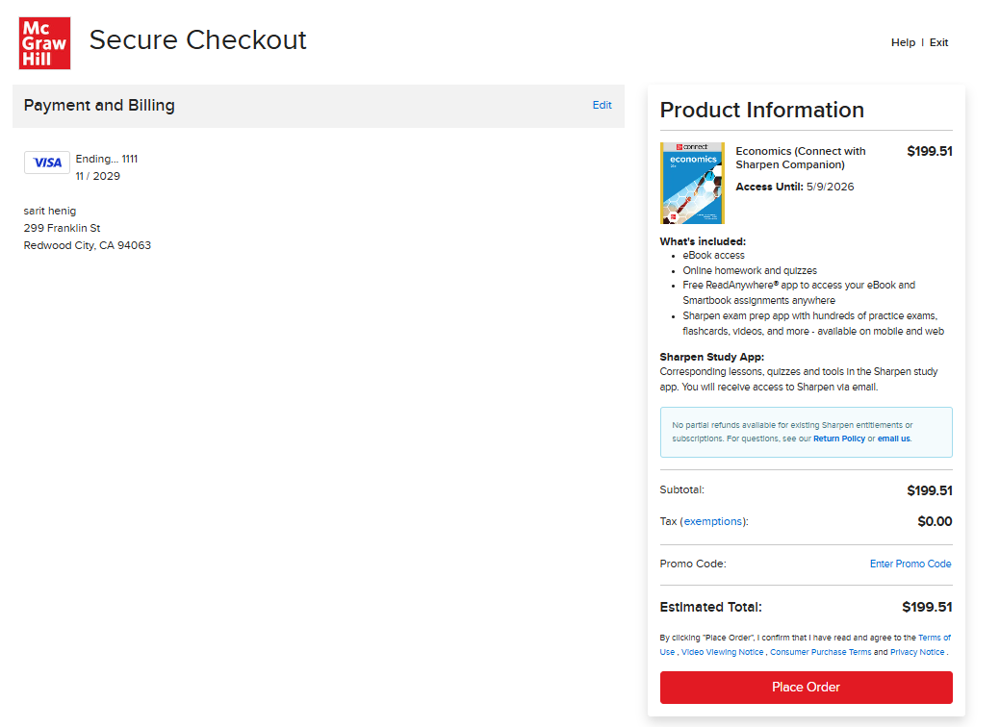 Mc
Graw
Hill
Secure Checkout
Help | Exit
Payment and Billing
Edit
VISA
Ending... 1111
11 / 2029
sarit henig
299 Franklin St
Redwood City, CA 94063
Product Information
connect
economics
Economics (Connect with
Sharpen Companion)
$199.51
Access Until: 5/9/2026
What's included:
• eBook access
• Online homework and quizzes
• Free ReadAnywhere® app to access your eBook and
Smartbook assignments anywhere
• Sharpen exam prep app with hundreds of practice exams,
flashcards, videos, and more - available on mobile and web
Sharpen Study App:
Corresponding lessons, quizzes and tools in the Sharpen study
app. You will receive access to Sharpen via email.
No partial refunds available for existing Sharpen entitlements or
subscriptions. For questions, see our Return Policy or email us.
Subtotal: $199.51
Tax (exemptions): $0.00
Promo Code: Enter Promo Code
Estimated Total: $199.51
By clicking "Place Order", I confirm that I have read and agree to the Terms of
Use , Video Viewing Notice , Consumer Purchase Terms and Privacy Notice .
Place Order